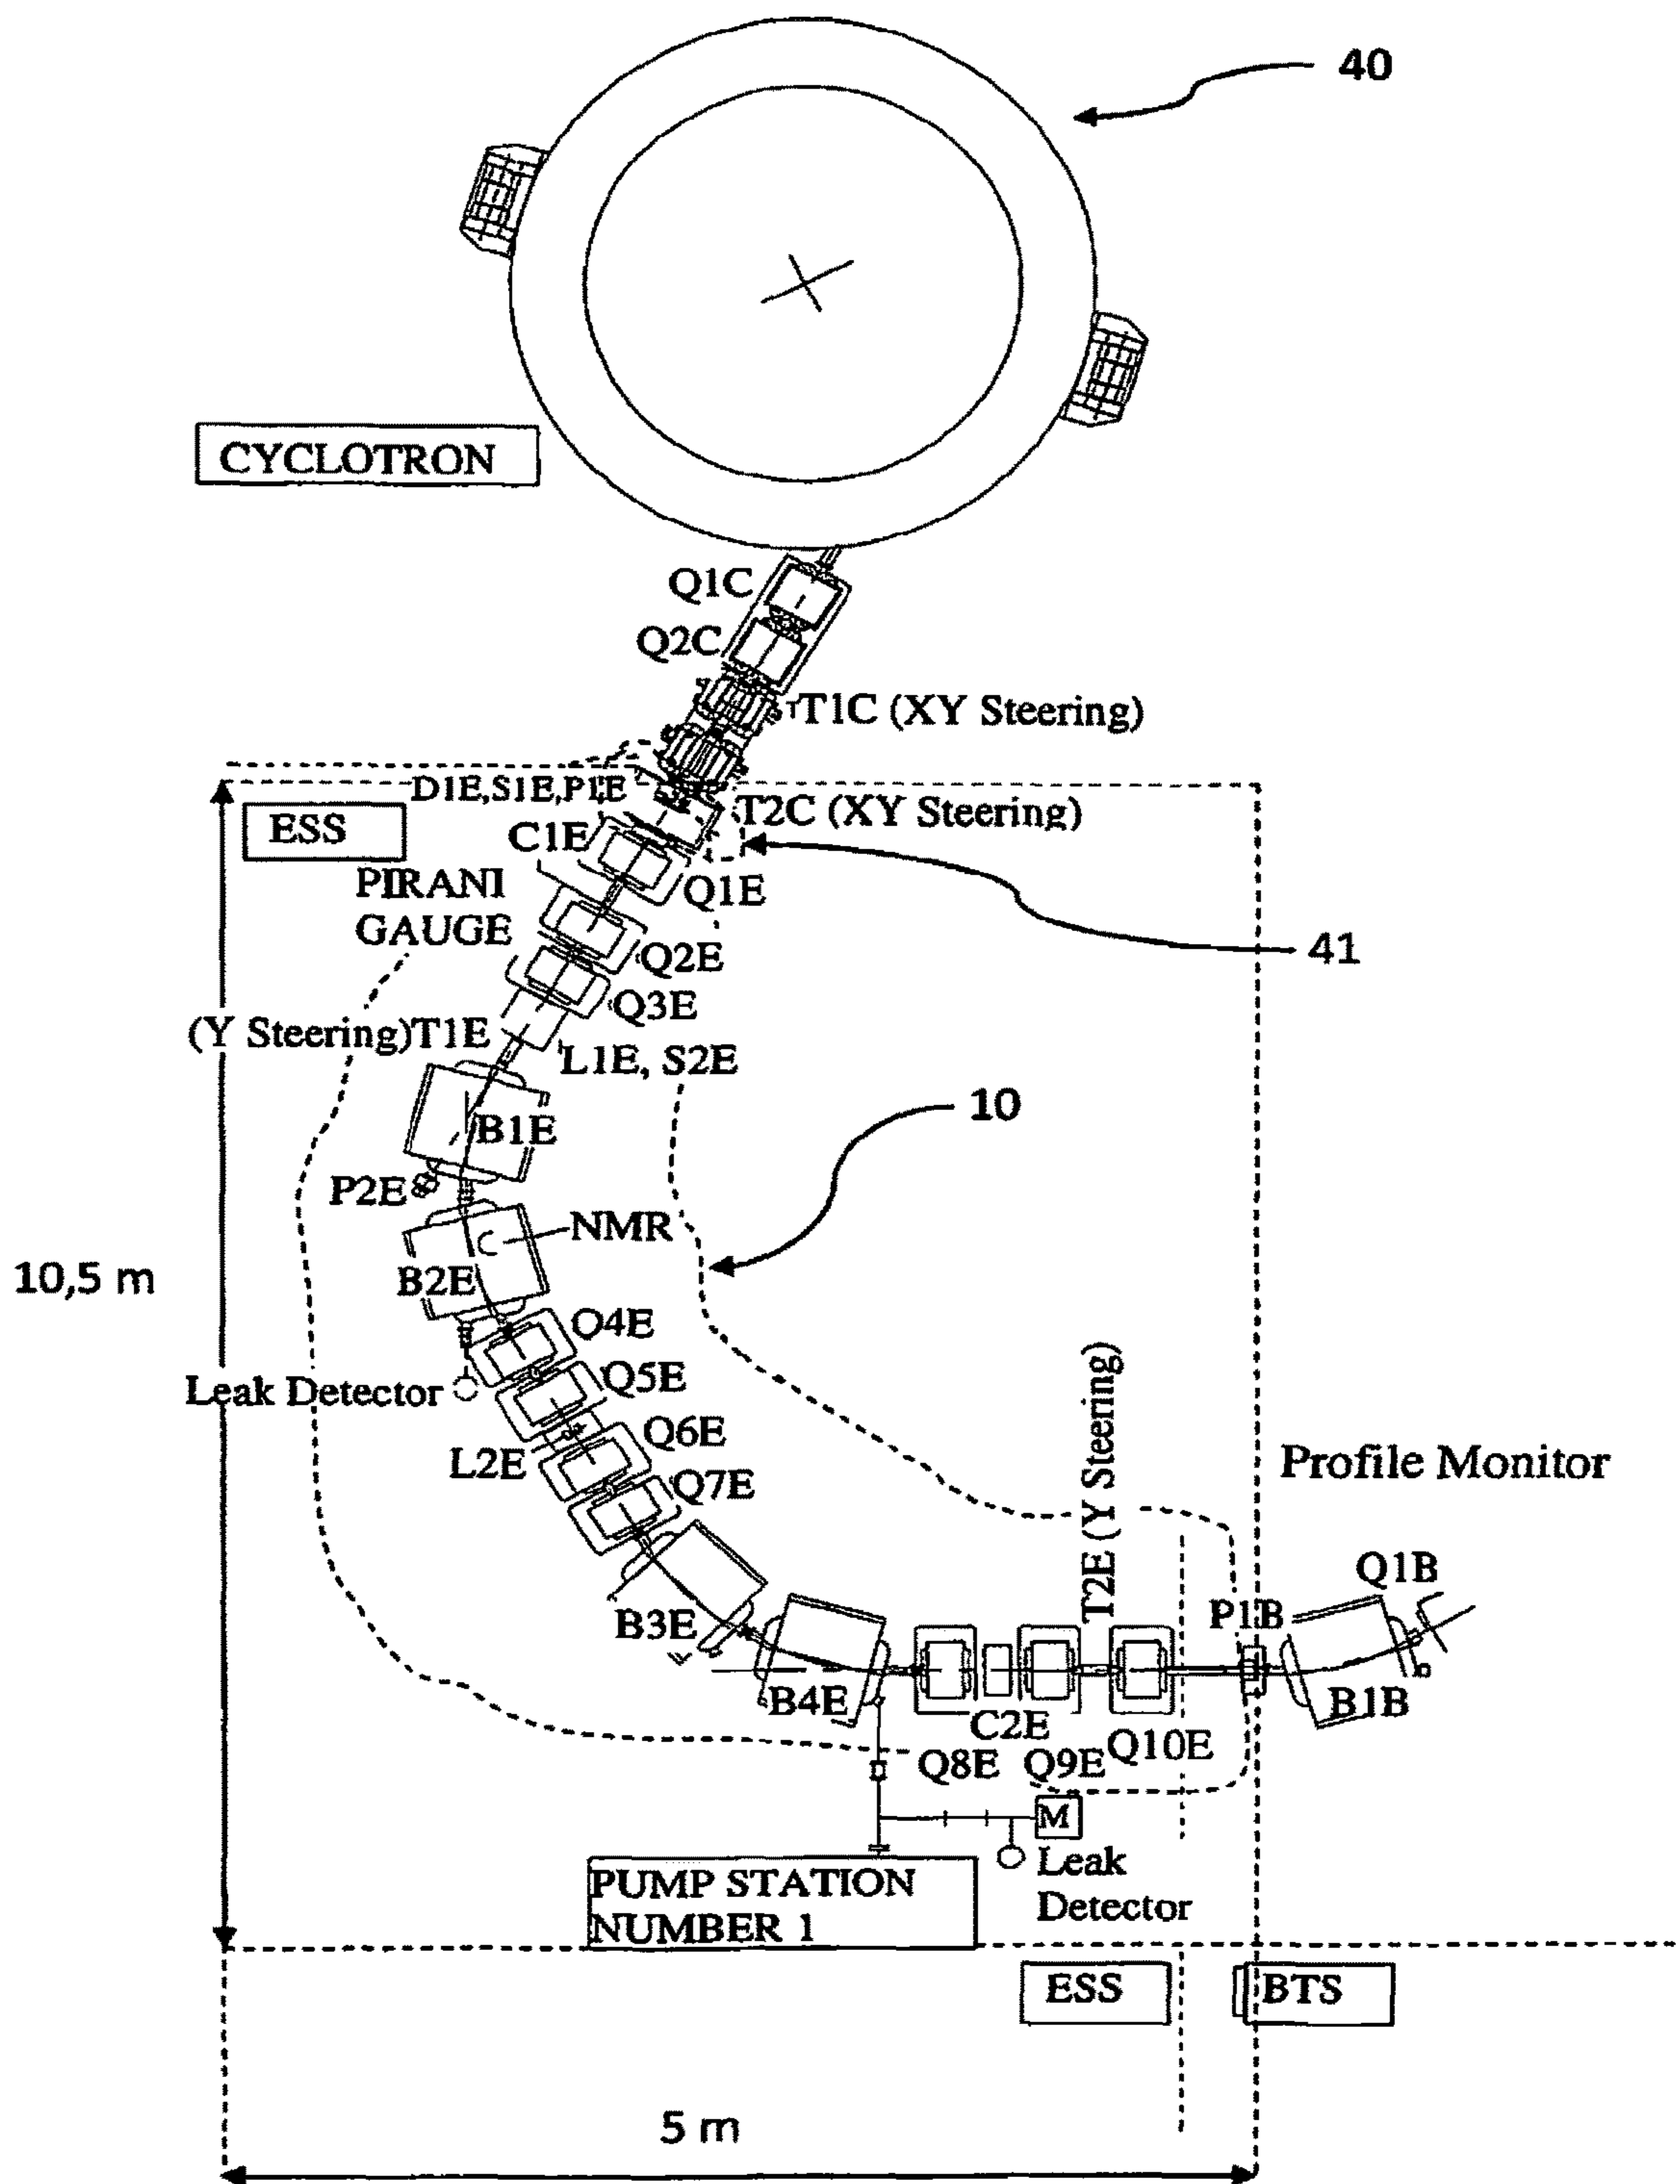 40
CYCLOTRON
Q1C
Q2C
T1C (XY Steering)
D1E,S1E,P1E
T2C (XY Steering)
ESS
C1E
PIRANI
GAUGE
Q1E
Q2E
41
Q3E
(Y Steering)T1E
L1E, S2E
10
B1E
P2E
NMR
B2E
10,5 m
O4E
Q5E
Leak Detector
Q6E
L2E
Q7E
T2E (Y Steering)
Profile Monitor
Q1B
P1B
B3E
B4E
B1B
C2E
Q8E
Q9E
Q10E
M
Leak
Detector
PUMP STATION
NUMBER 1
ESS
BTS
5 m